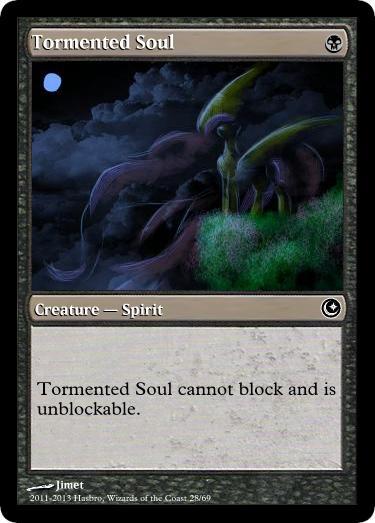 Tormented Soul
Creature — Spirit
Tormented Soul cannot block and is
unblockable.
Jimet
2011-2013 Hasbro, Wizards of the Coast 28/69